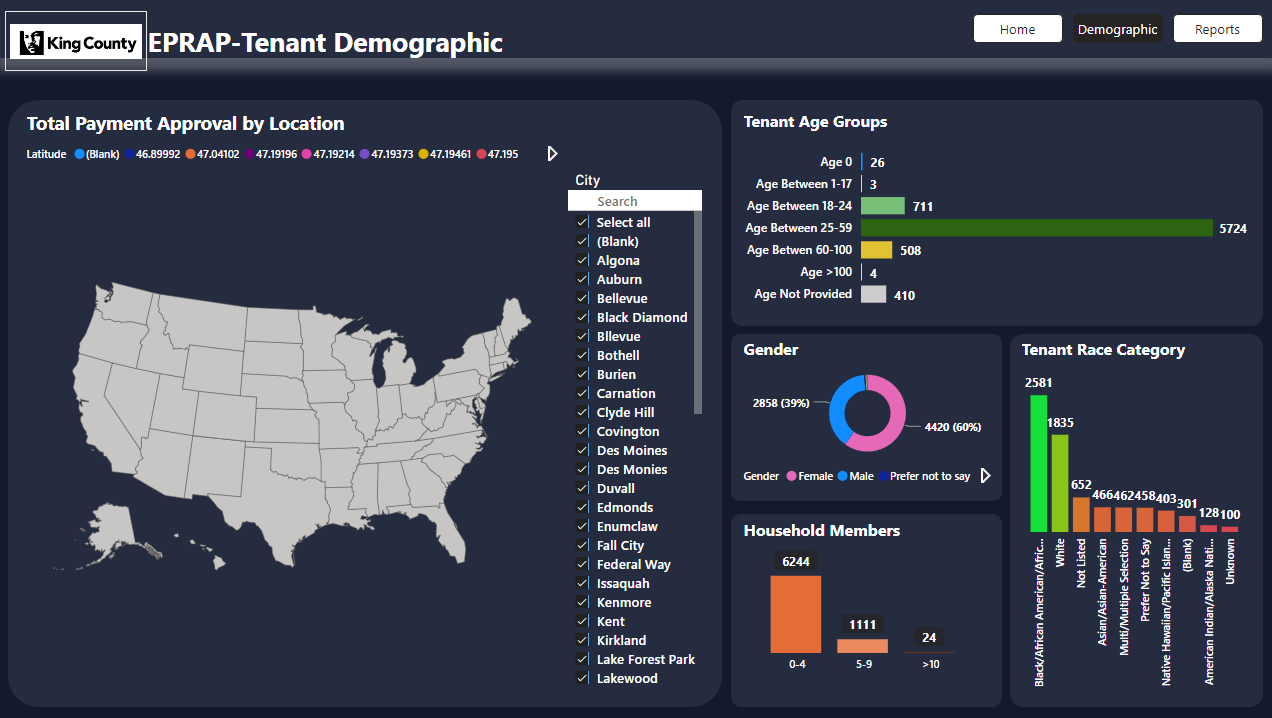 King County
EPRAP-Tenant Demographic
Home
Demographic
Reports
Total Payment Approval by Location
Latitude (Blank) 46.89992 47.04102 47.19196 47.19214 47.19373 47.19461 47.195
City
Search
Select all
(Blank)
Algona
Auburn
Bellevue
Black Diamond
Bllevue
Bothell
Burien
Carnation
Clyde Hill
Covington
Des Moines
Des Monies
Duvall
Edmonds
Enumclaw
Fall City
Federal Way
Issaquah
Kenmore
Kent
Kirkland
Lake Forest Park
Lakewood
Tenant Age Groups
Age 0 26
Age Between 1-17 3
Age Between 18-24 711
Age Between 25-59 5724
Age Betwen 60-100 508
Age >100 4
Age Not Provided 410
Gender
2858 (39%)
4420 (60%)
Gender Female Male Prefer not to say
Household Members
6244
1111
24
0-4
5-9
>10
Tenant Race Category
2581
1835
652
466
462
458
403
301
128
100
Black/African American/Afric...
White
Not Listed
Asian/Asian-American
Multi/Multiple Selection
Prefer Not to Say
Native Hawaiian/Pacific Islan...
(Blank)
American Indian/Alaska Nati...
Unknown